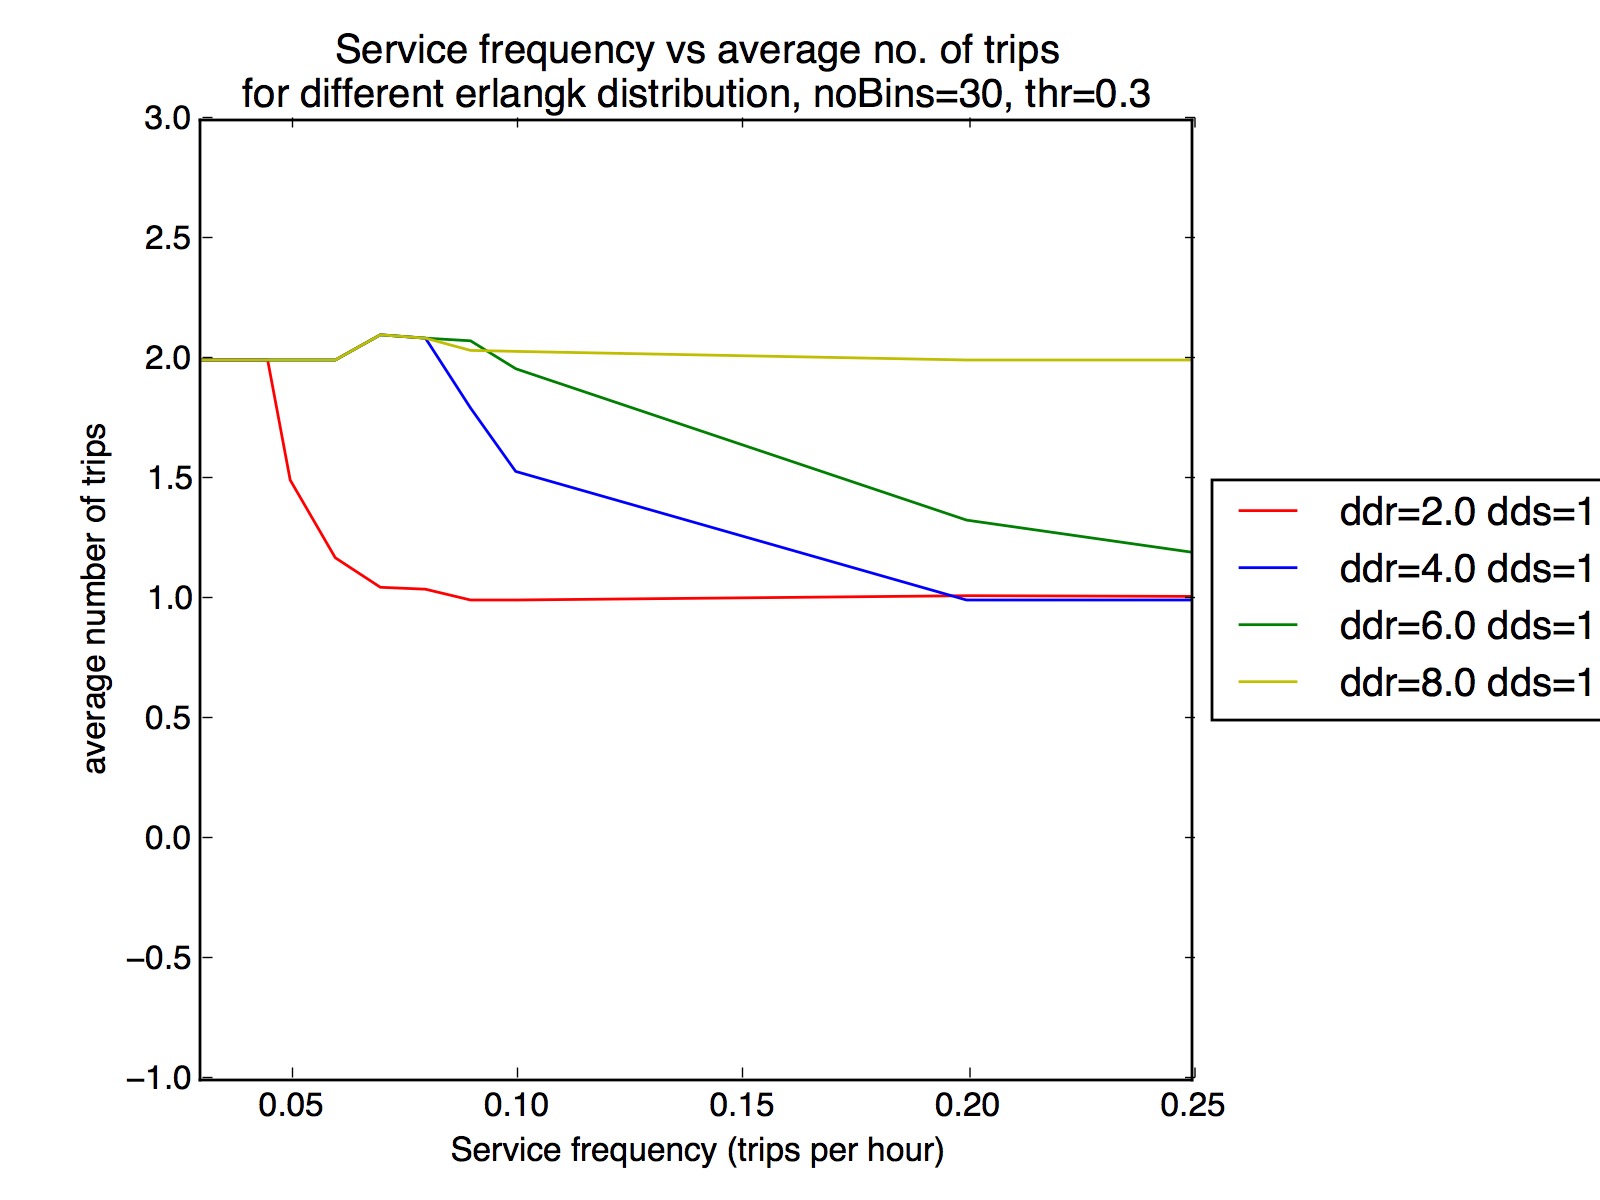 Service frequency vs average no. of trips
for different erlangk distribution, noBins=30, thr=0.3
3.0
2.5
2.0
1.5
1.0
0.5
0.0
−0.5
−1.0
average number of trips
0.05 0.10 0.15 0.20 0.25
Service frequency (trips per hour)
ddr=2.0 dds=1
ddr=4.0 dds=1
ddr=6.0 dds=1
ddr=8.0 dds=1